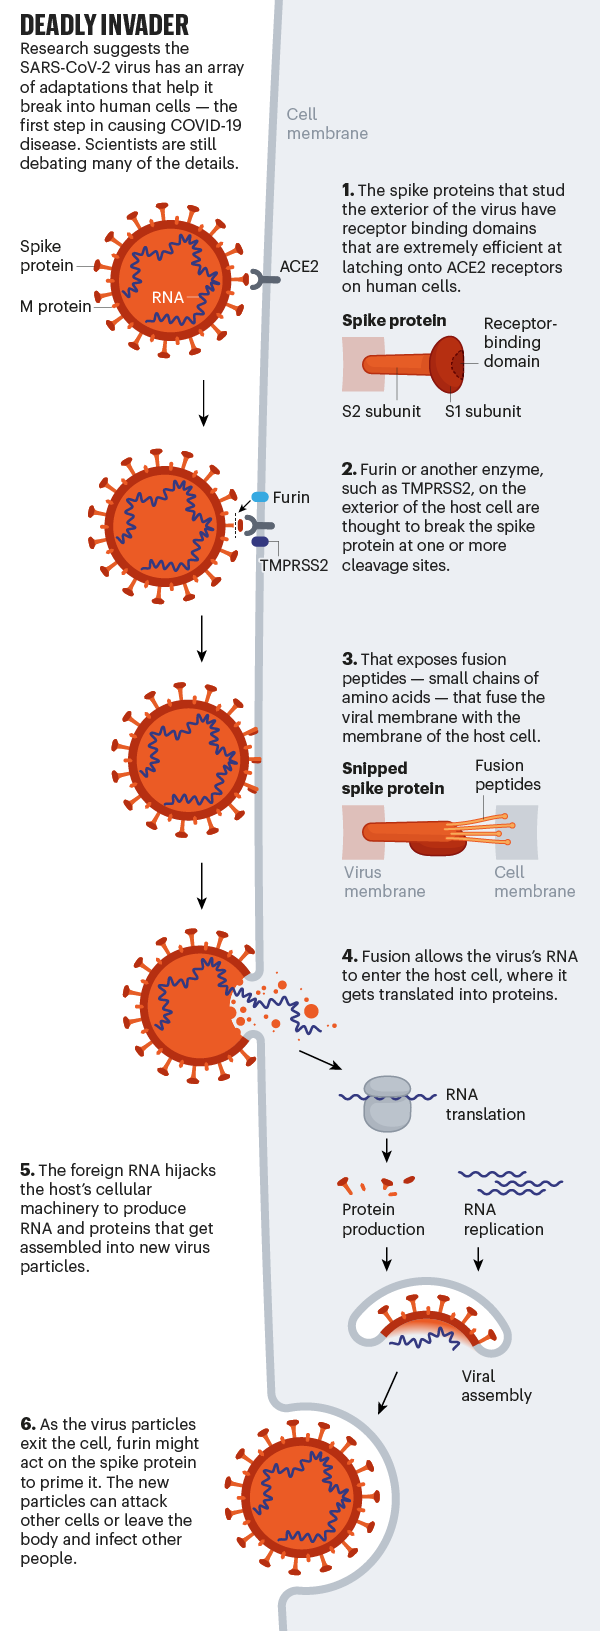 DEADLY INVADER
Research suggests the
SARS-CoV-2 virus has an array
of adaptations that help it
break into human cells — the
first step in causing COVID-19
disease. Scientists are still
debating many of the details.
Cell
membrane
Spike
protein
M protein
RNA
ACE2
1. The spike proteins that stud
the exterior of the virus have
receptor binding domains
that are extremely efficient at
latching onto ACE2 receptors
on human cells.
Spike protein
Receptor-
binding
domain
S2 subunit
S1 subunit
Furin
TMPRSS2
2. Furin or another enzyme,
such as TMPRSS2, on the
exterior of the host cell are
thought to break the spike
protein at one or more
cleavage sites.
3. That exposes fusion
peptides — small chains of
amino acids — that fuse the
viral membrane with the
membrane of the host cell.
Snipped
spike protein
Fusion
peptides
Virus
membrane
Cell
membrane
4. Fusion allows the virus’s RNA
to enter the host cell, where it
gets translated into proteins.
RNA
translation
5. The foreign RNA hijacks
the host’s cellular
machinery to produce
RNA and proteins that get
assembled into new virus
particles.
Protein
production
RNA
replication
Viral
assembly
6. As the virus particles
exit the cell, furin might
act on the spike protein
to prime it. The new
particles can attack
other cells or leave the
body and infect other
people.